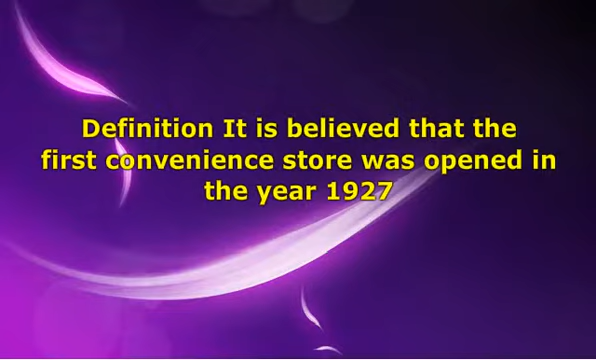 Definition It is believed that the
first convenience store was opened in
the year 1927